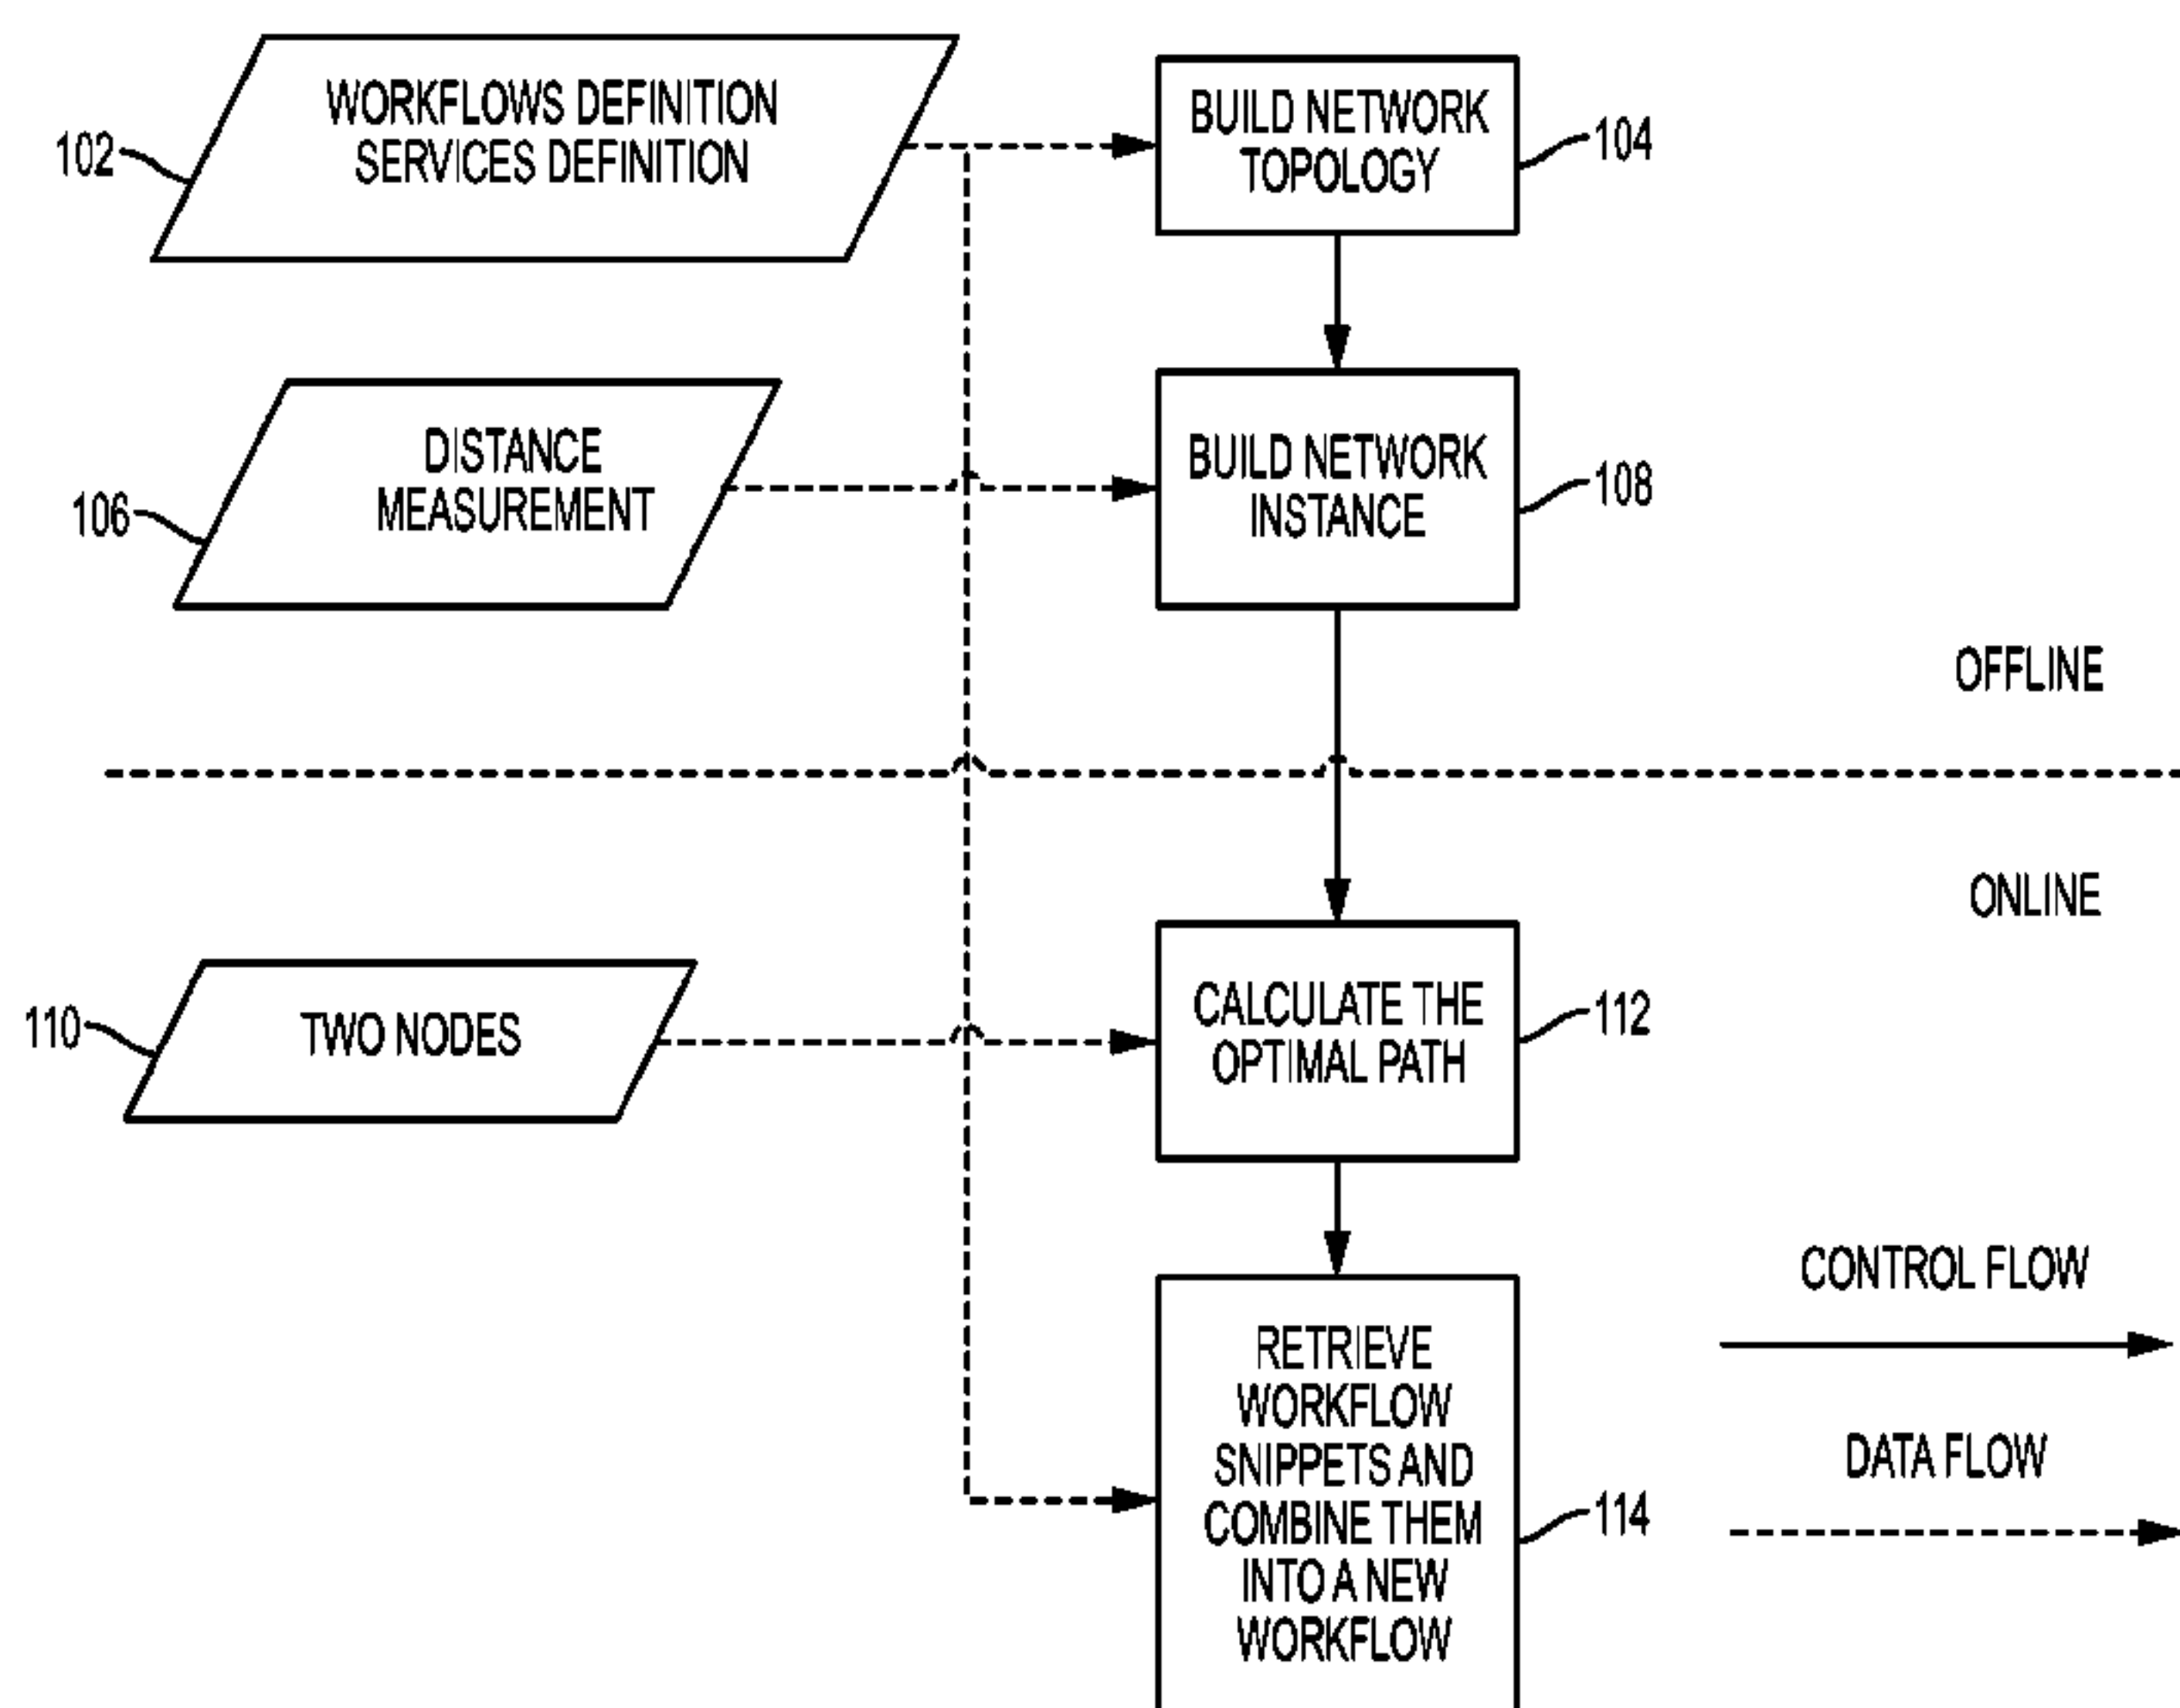 WORKFLOWS DEFINITION
SERVICES DEFINITION
102
BUILD NETWORK
TOPOLOGY
104
DISTANCE
MEASUREMENT
106
BUILD NETWORK
INSTANCE
108
OFFLINE
ONLINE
TWO NODES
110
CALCULATE THE
OPTIMAL PATH
112
CONTROL FLOW
DATA FLOW
RETRIEVE
WORKFLOW
SNIPPETS AND
COMBINE THEM
INTO A NEW
WORKFLOW
114